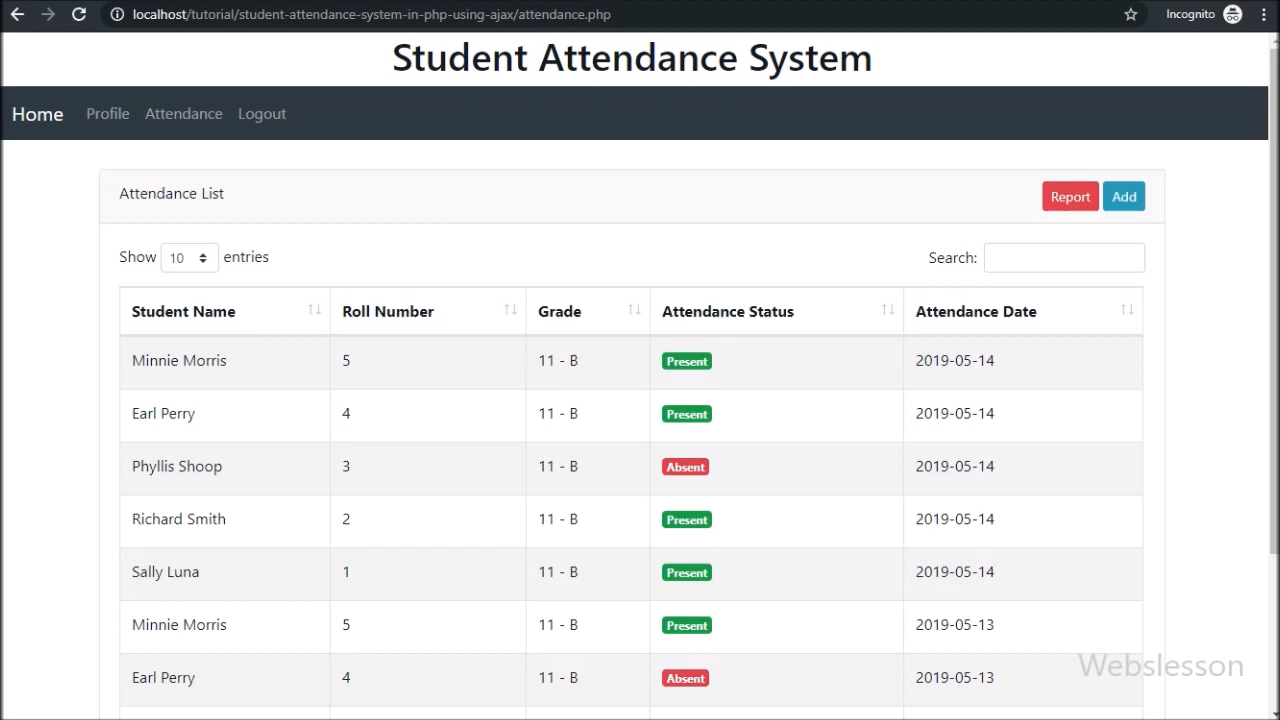 localhost/tutorial/student-attendance-system-in-php-using-ajax/attendance.php Incognito
Student Attendance System
Home Profile Attendance Logout
Attendance List Report Add
Show 10 entries Search:
Student Name Roll Number Grade Attendance Status Attendance Date
Minnie Morris 5 11 - B Present 2019-05-14
Earl Perry 4 11 - B Present 2019-05-14
Phyllis Shoop 3 11 - B Absent 2019-05-14
Richard Smith 2 11 - B Present 2019-05-14
Sally Luna 1 11 - B Present 2019-05-14
Minnie Morris 5 11 - B Present 2019-05-13
Earl Perry 4 11 - B Absent 2019-05-13
Webslesson